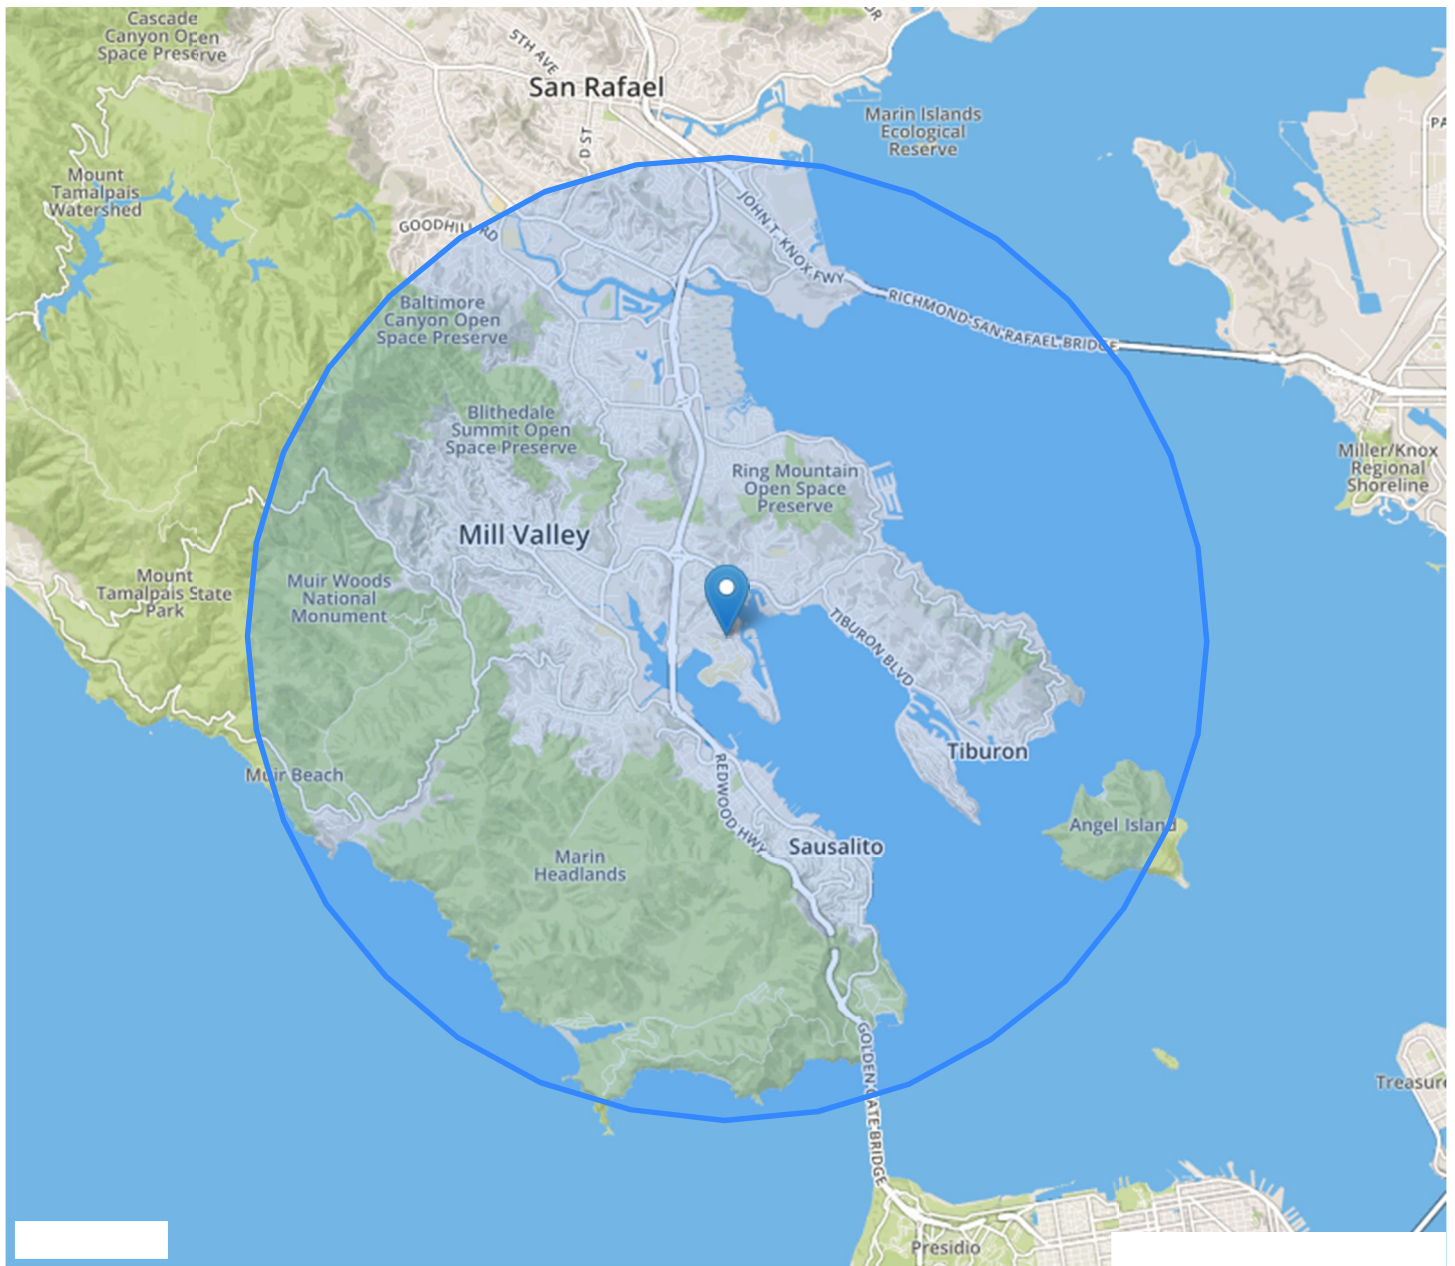 Cascade
Canyon Open
Space Preserve
5TH AVE
San Rafael
D ST
Marin Islands
Ecological
Reserve
Mount
Tamalpais
Watershed
GOODHILL RD
JOHN T. KNOX FWY
RICHMOND-SAN RAFAEL BRIDGE
Baltimore
Canyon Open
Space Preserve
Blithedale
Summit Open
Space Preserve
Ring Mountain
Open Space
Preserve
Miller/Knox
Regional
Shoreline
Mill Valley
Mount
Tamalpais State
Park
Muir Woods
National
Monument
TIBURON BLVD
Tiburon
Muir Beach
REDWOOD HWY
Angel Island
Sausalito
Marin
Headlands
GOLDEN GATE BRIDGE
Treasure
Presidio